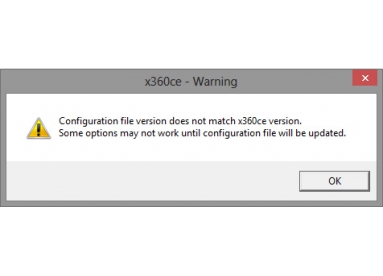 x360ce - Warning
Configuration file version does not match x360ce version.
Some options may not work until configuration file will be updated.
OK